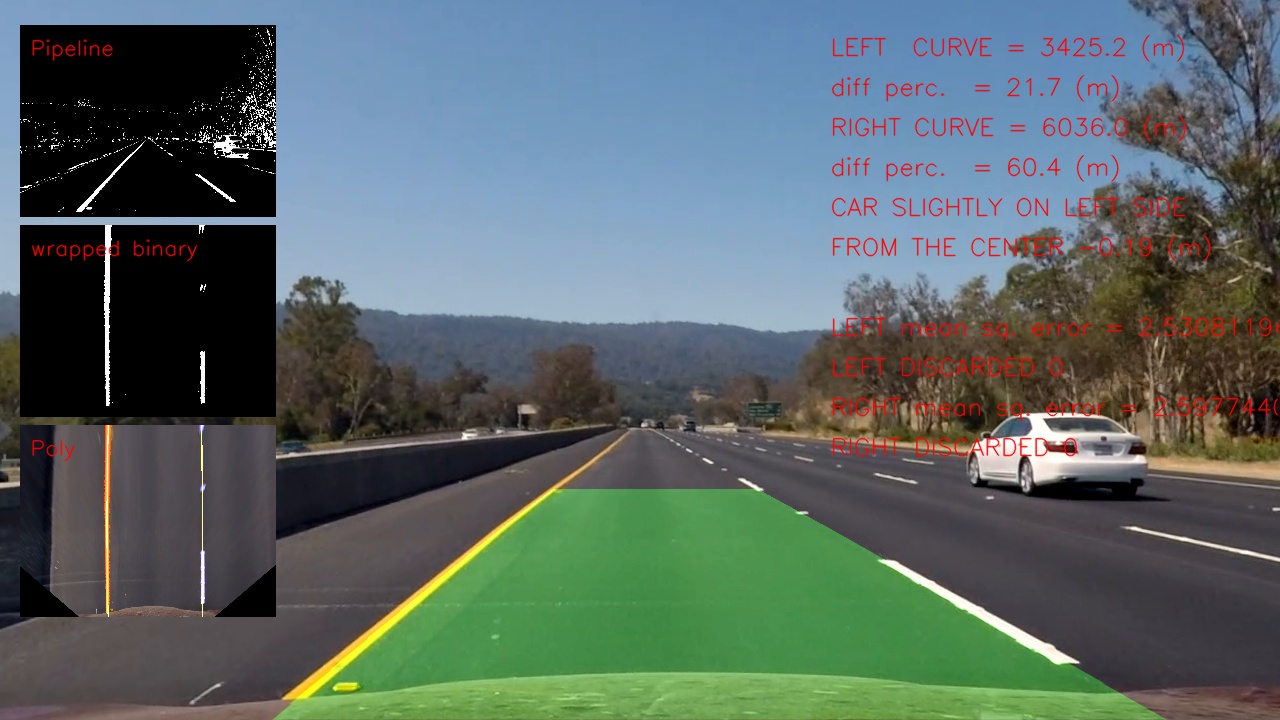 Pipeline
wrapped binary
Poly
LEFT CURVE = 3425.2 (m)
diff perc. = 21.7 (m)
RIGHT CURVE = 6036.0 (m)
diff perc. = 60.4 (m)
CAR SLIGHTLY ON LEFT SIDE
FROM THE CENTER -0.19 (m)
LEFT mean sq. error = 2.5308119
LEFT DISCARDED 0
RIGHT mean sq. error = 2.5977440
RIGHT DISCARDED 0